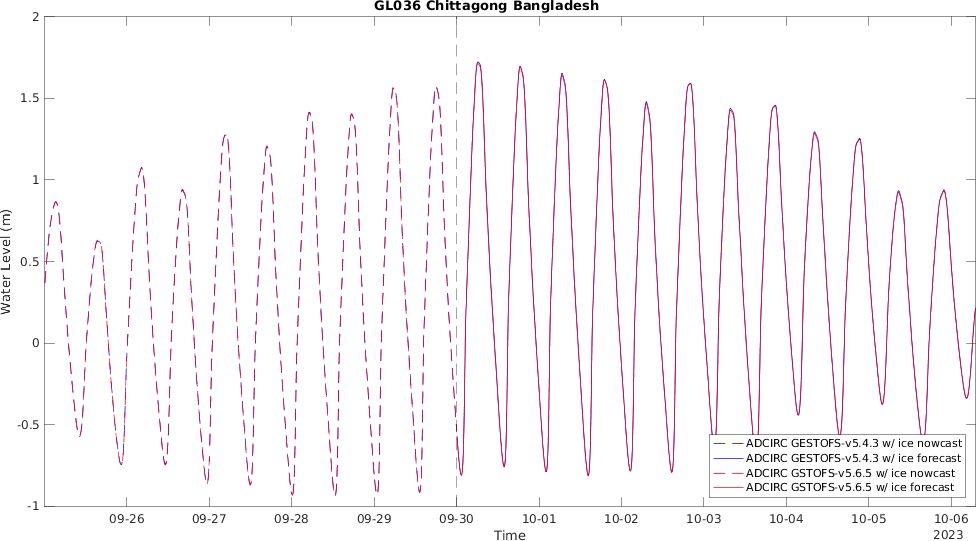 GL036 Chittagong Bangladesh
2
1.5
1
0.5
0
-0.5
-1
Water Level (m)
ADCIRC GESTOFS-v5.4.3 w/ ice nowcast
ADCIRC GESTOFS-v5.4.3 w/ ice forecast
ADCIRC GSTOFS-v5.6.5 w/ ice nowcast
ADCIRC GSTOFS-v5.6.5 w/ ice forecast
09-26 09-27 09-28 09-29 09-30 10-01 10-02 10-03 10-04 10-05 10-06
Time
2023